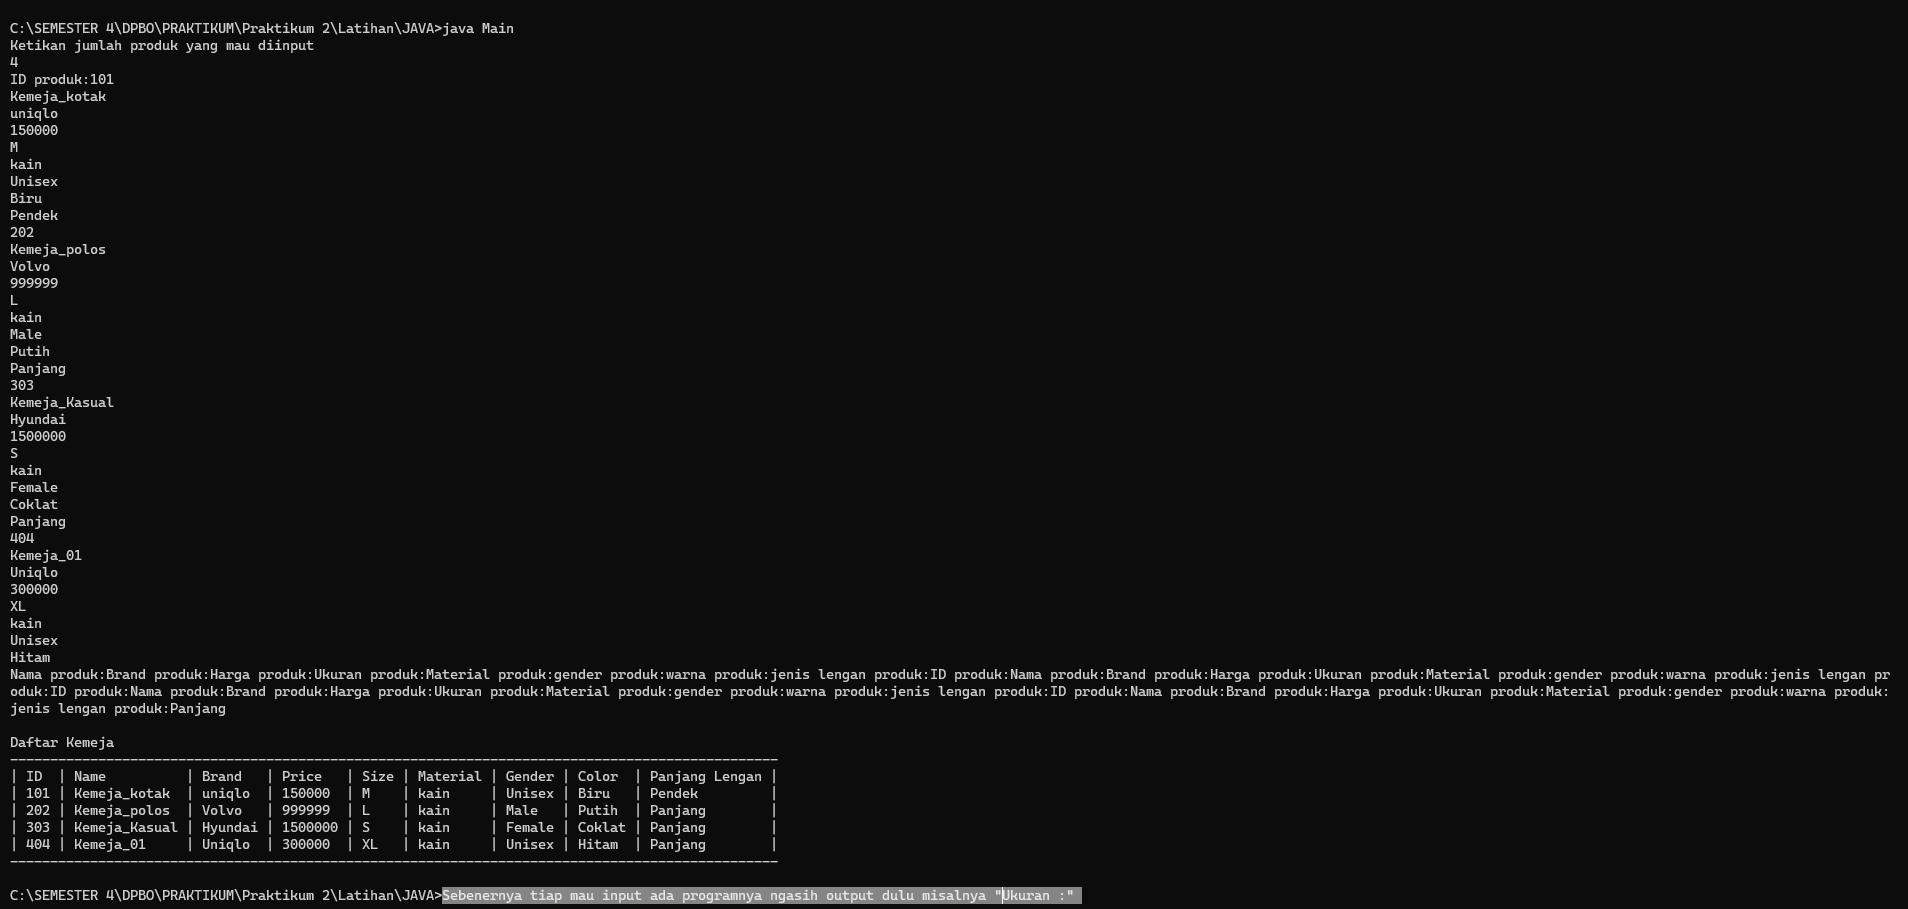 C:\SEMESTER 4\DPBO\PRAKTIKUM\Praktikum 2\Latihan\JAVA>java Main
Ketikan jumlah produk yang mau diinput
4
ID produk:101
Kemeja_kotak
uniqlo
150000
M
kain
Unisex
Biru
Pendek
202
Kemeja_polos
Volvo
999999
L
kain
Male
Putih
Panjang
303
Kemeja_Kasual
Hyundai
1500000
S
kain
Female
Coklat
Panjang
404
Kemeja_01
Uniqlo
300000
XL
kain
Unisex
Hitam
Nama produk:Brand produk:Harga produk:Ukuran produk:Material produk:gender produk:warna produk:jenis lengan produk:ID produk:Nama produk:Brand produk:Harga produk:Ukuran produk:Material produk:gender produk:warna produk:jenis lengan pr
oduk:ID produk:Nama produk:Brand produk:Harga produk:Ukuran produk:Material produk:gender produk:warna produk:jenis lengan produk:ID produk:Nama produk:Brand produk:Harga produk:Ukuran produk:Material produk:gender produk:warna produk:
jenis lengan produk:Panjang
Daftar Kemeja
------------------------------------------------------------------------------------------------
| ID  | Name          | Brand   | Price   | Size | Material | Gender | Color  | Panjang Lengan |
| 101 | Kemeja_kotak  | uniqlo  | 150000  | M    | kain     | Unisex | Biru   | Pendek         |
| 202 | Kemeja_polos  | Volvo   | 999999  | L    | kain     | Male   | Putih  | Panjang        |
| 303 | Kemeja_Kasual | Hyundai | 1500000 | S    | kain     | Female | Coklat | Panjang        |
| 404 | Kemeja_01     | Uniqlo  | 300000  | XL   | kain     | Unisex | Hitam  | Panjang        |
------------------------------------------------------------------------------------------------
C:\SEMESTER 4\DPBO\PRAKTIKUM\Praktikum 2\Latihan\JAVA>Sebenernya tiap mau input ada programnya ngasih output dulu misalnya "Ukuran :"